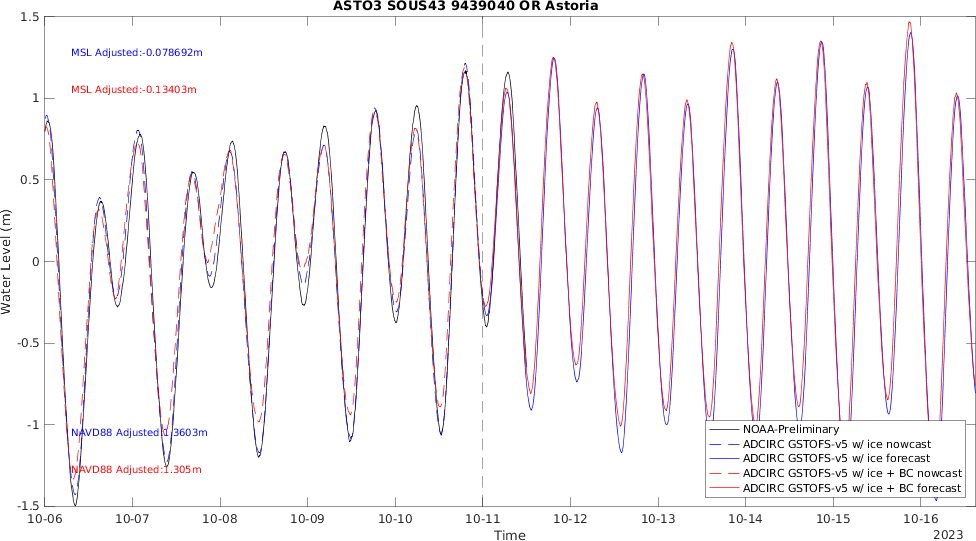 ASTO3 SOUS43 9439040 OR Astoria
1.5
MSL Adjusted:-0.078692m
MSL Adjusted:-0.13403m
1
0.5
0
-0.5
-1
-1.5
Water Level (m)
NAVD88 Adjusted:1.3603m
NAVD88 Adjusted:1.305m
NOAA-Preliminary
ADCIRC GSTOFS-v5 w/ ice nowcast
ADCIRC GSTOFS-v5 w/ ice forecast
ADCIRC GSTOFS-v5 w/ ice + BC nowcast
ADCIRC GSTOFS-v5 w/ ice + BC forecast
10-06 10-07 10-08 10-09 10-10 10-11 10-12 10-13 10-14 10-15 10-16
Time
2023